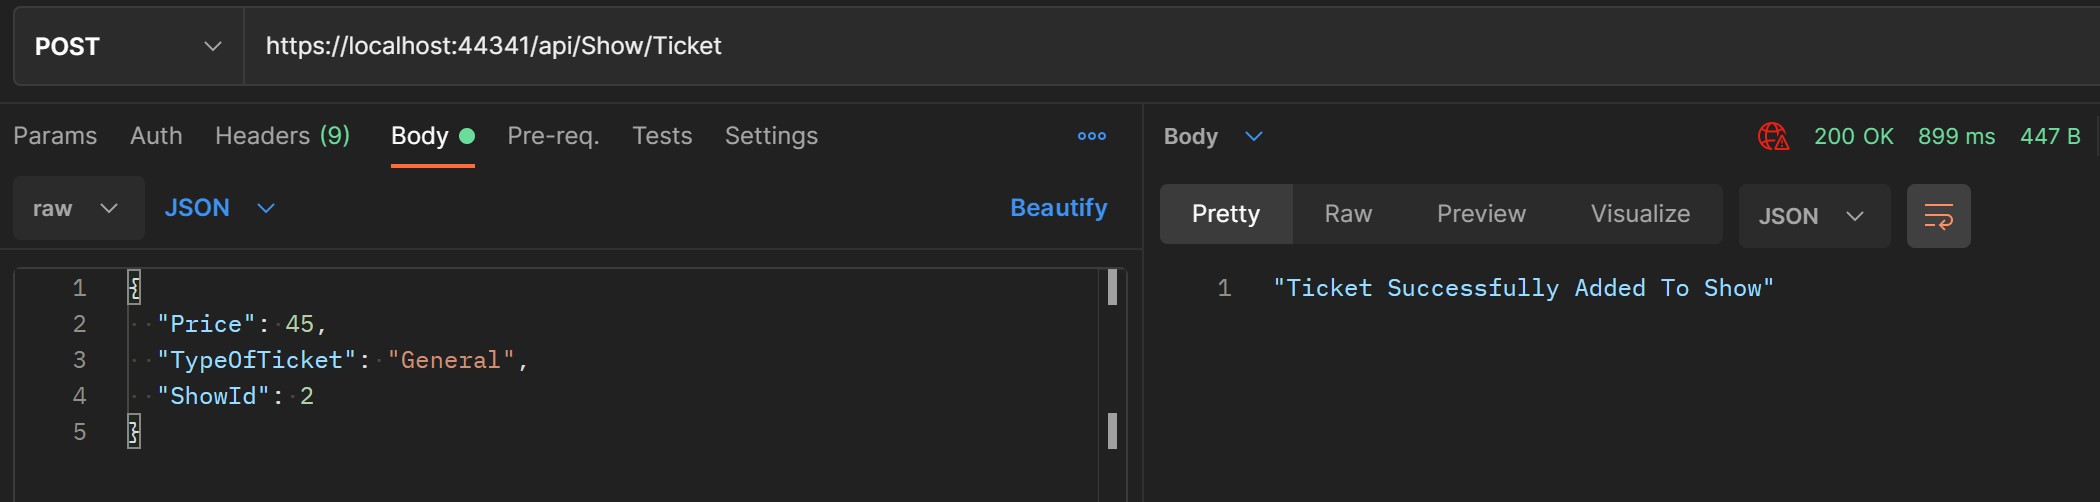 POST https://localhost:44341/api/Show/Ticket
Params Auth Headers (9) Body Pre-req. Tests Settings
raw JSON Beautify
1 {
2 "Price": 45,
3 "TypeOfTicket": "General",
4 "ShowId": 2
5 }
Body 200 OK 899 ms 447 B
Pretty Raw Preview Visualize JSON
1 "Ticket Successfully Added To Show"